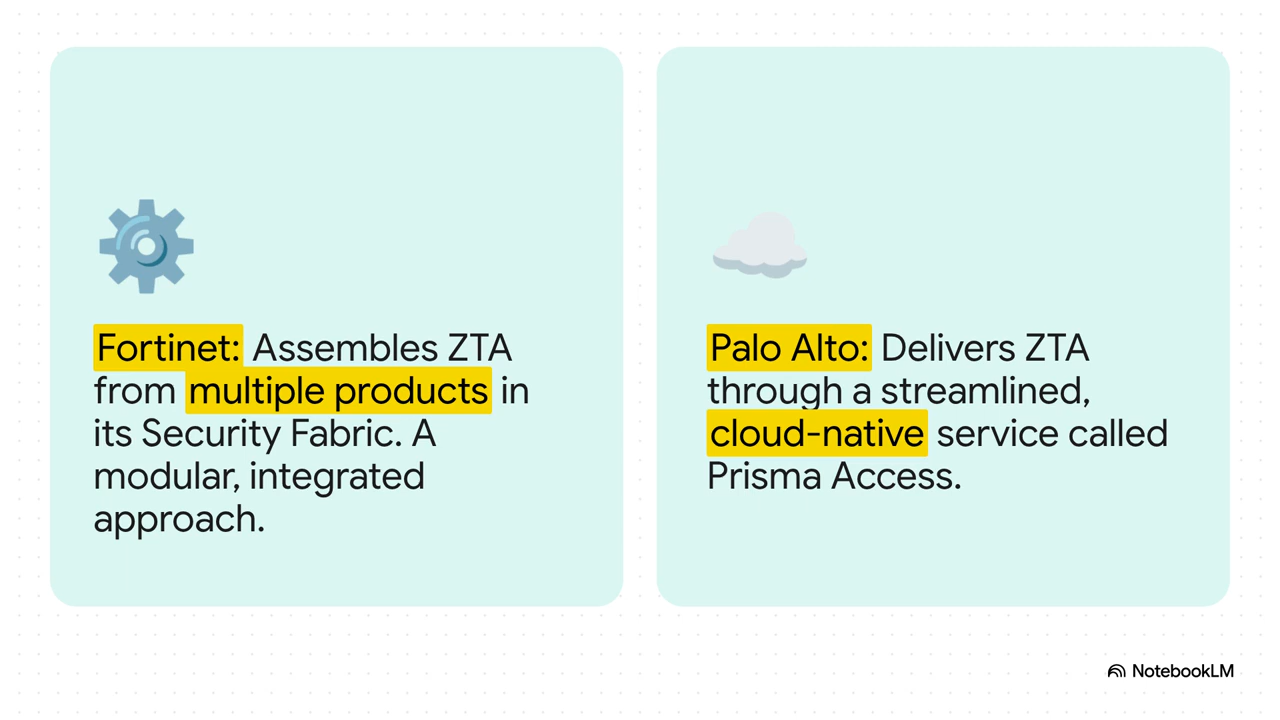 Fortinet: Assembles ZTA
from multiple products in
its Security Fabric. A
modular, integrated
approach.
Palo Alto: Delivers ZTA
through a streamlined,
cloud-native service called
Prisma Access.
NotebookLM